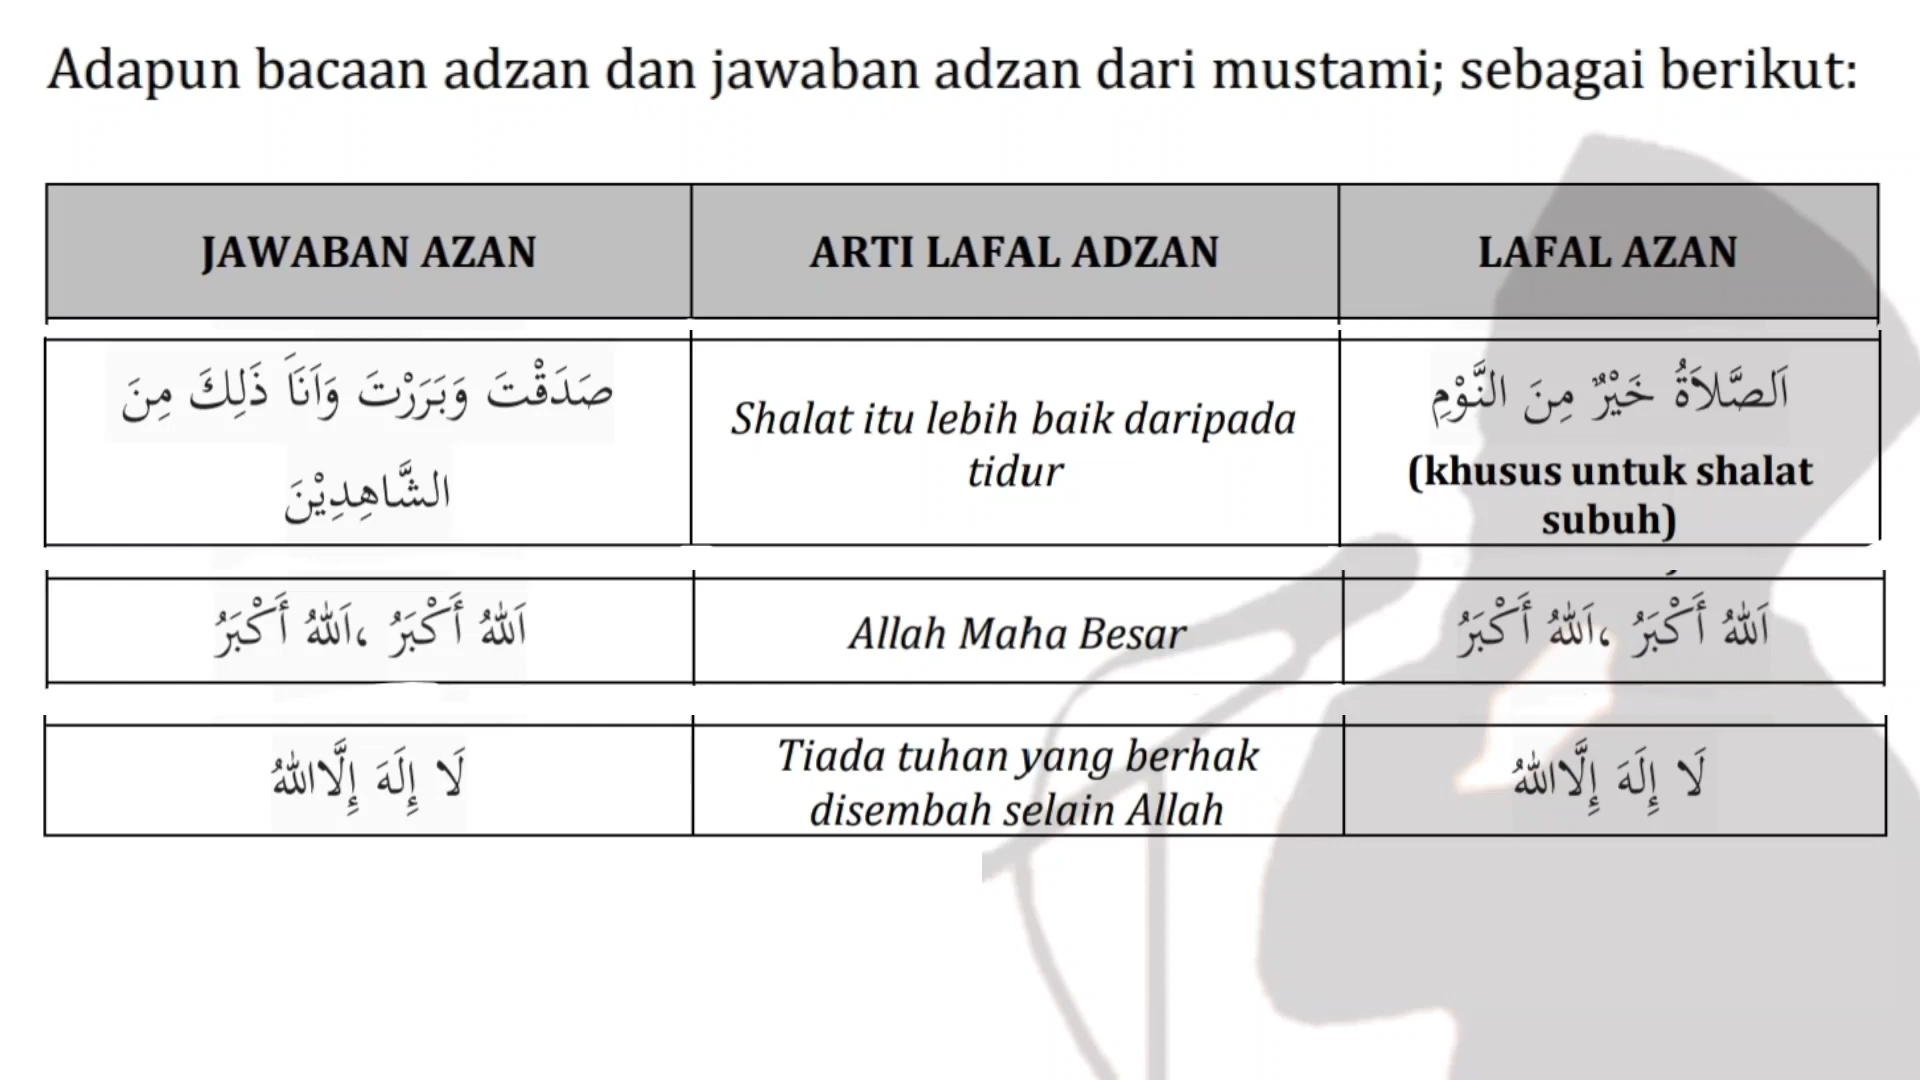 Adapun bacaan adzan dan jawaban adzan dari mustami; sebagai berikut:
JAWABAN AZAN
ARTI LAFAL ADZAN
LAFAL AZAN
صَدَقْتَ وَبَرَرْتَ وَاَنَاَ ذَلِكَ مِنَ
الشَّاهِدِيْنَ
Shalat itu lebih baik daripada
tidur
اَلصَّلاَةُ خَيْرٌ مِنَ النَّوْمِ
(khusus untuk shalat
subuh)
اَللهُ أَكْبَرُ ،اَللهُ أَكْبَرُ
Allah Maha Besar
اَللهُ أَكْبَرُ ،اَللهُ أَكْبَرُ
لَا إِلَهَ إِلَّااللهُ
Tiada tuhan yang berhak
disembah selain Allah
لَا إِلَهَ إِلَّااللهُ